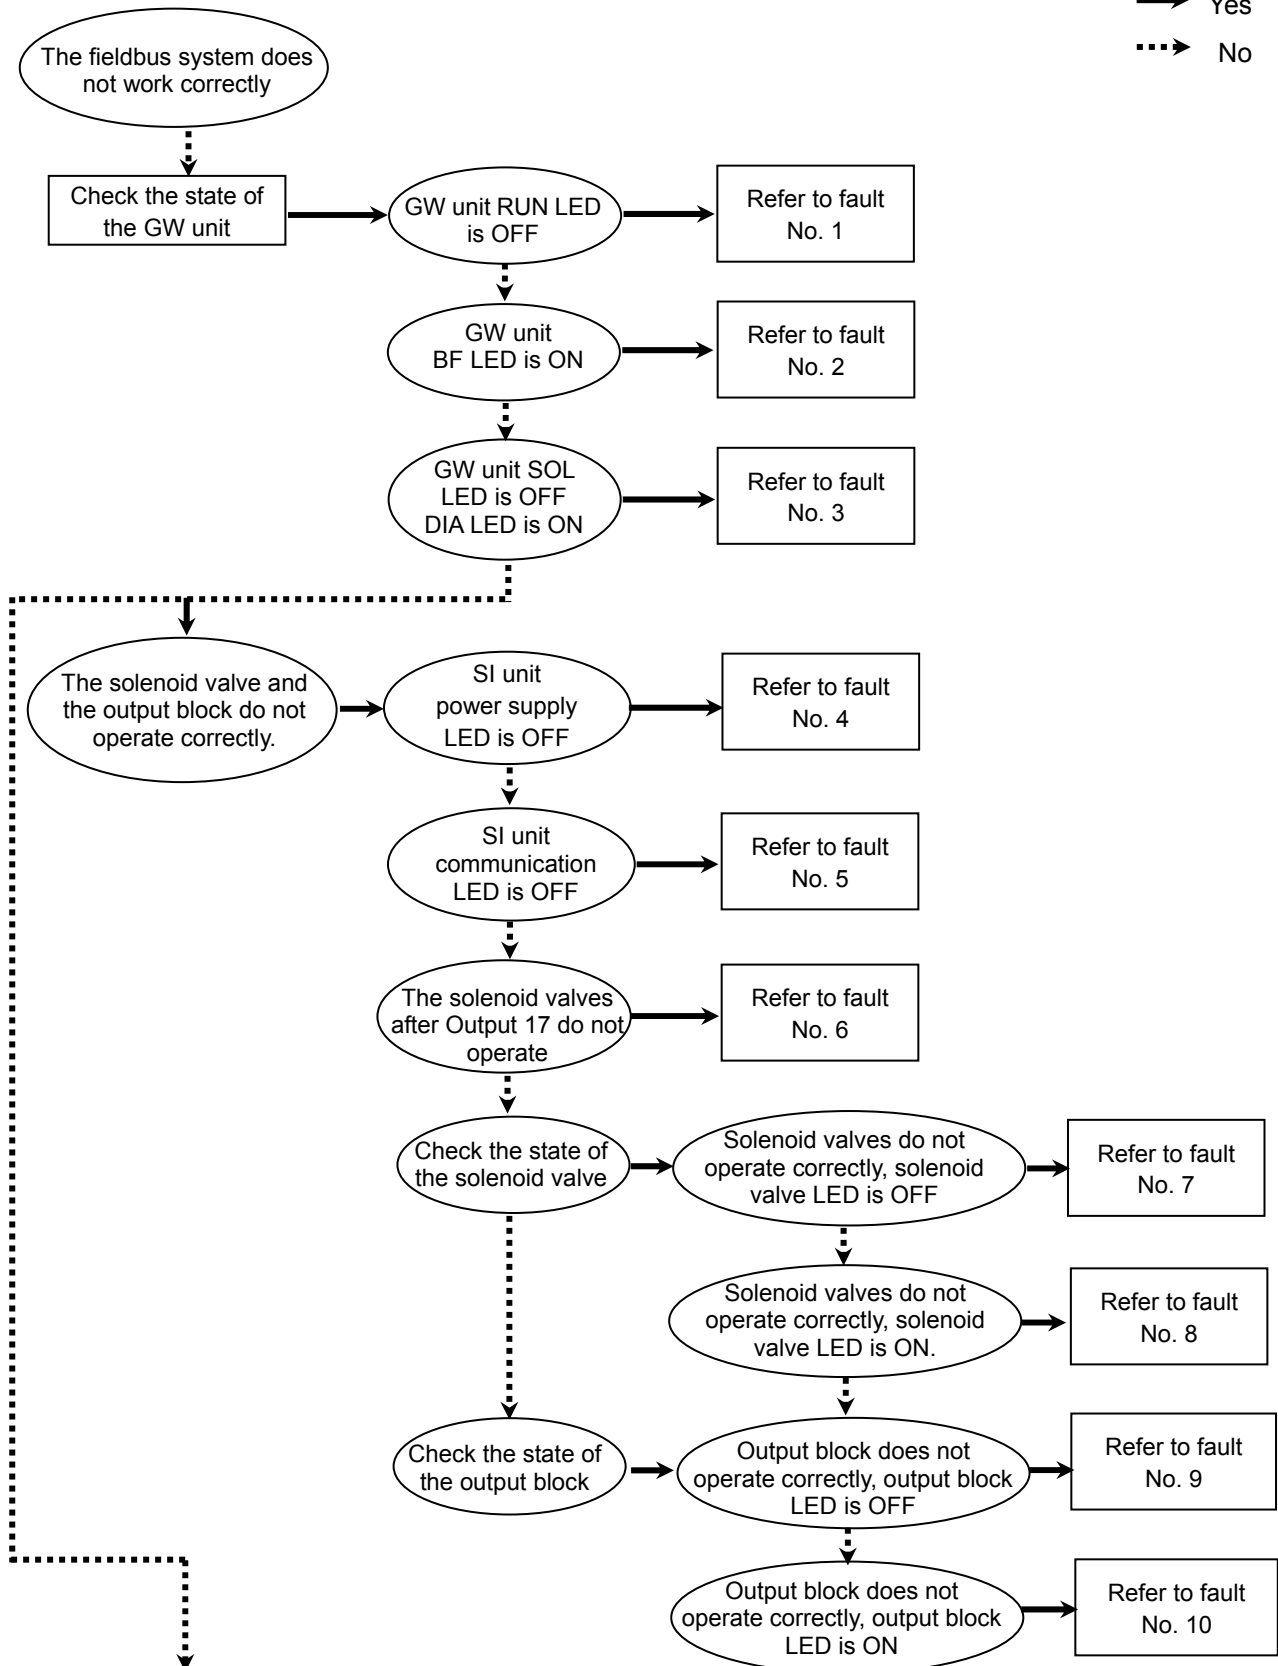 Yes
No
The fieldbus system does
not work correctly
Check the state of
the GW unit
GW unit RUN LED
is OFF
Refer to fault
No. 1
GW unit
BF LED is ON
Refer to fault
No. 2
GW unit SOL
LED is OFF
DIA LED is ON
Refer to fault
No. 3
The solenoid valve and
the output block do not
operate correctly.
SI unit
power supply
LED is OFF
Refer to fault
No. 4
SI unit
communication
LED is OFF
Refer to fault
No. 5
The solenoid valves
after Output 17 do not
operate
Refer to fault
No. 6
Check the state of
the solenoid valve
Solenoid valves do not
operate correctly, solenoid
valve LED is OFF
Refer to fault
No. 7
Solenoid valves do not
operate correctly, solenoid
valve LED is ON.
Refer to fault
No. 8
Check the state of
the output block
Output block does not
operate correctly, output block
LED is OFF
Refer to fault
No. 9
Output block does not
operate correctly, output block
LED is ON
Refer to fault
No. 10